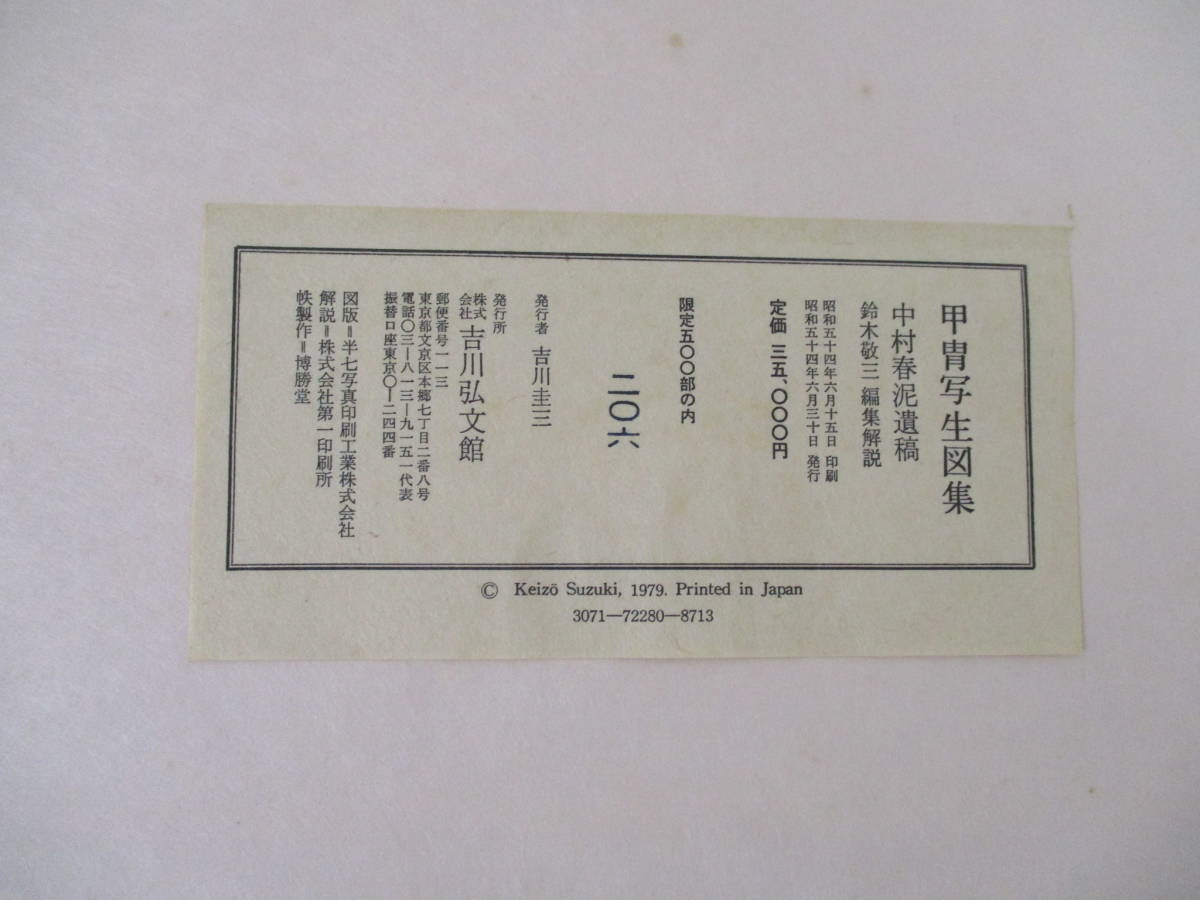 甲冑写生図集
中村春泥遺稿
鈴木敬三 編集解説
昭和五十四年六月十五日 印刷
昭和五十四年六月三十日 発行
定価 三五、〇〇〇円
限定五〇〇部の内
二〇六
発行者 吉川圭三
発行所
株式会社 吉川弘文館
郵便番号一一三
東京都文京区本郷七丁目二番八号
電話〇三―八一三―九一五一代表
振替口座東京〇―二四四番
図版＝半七写真印刷工業株式会社
解説＝株式会社第一印刷所
帙製作＝博勝堂
© Keizō Suzuki, 1979. Printed in Japan
3071―72280―8713